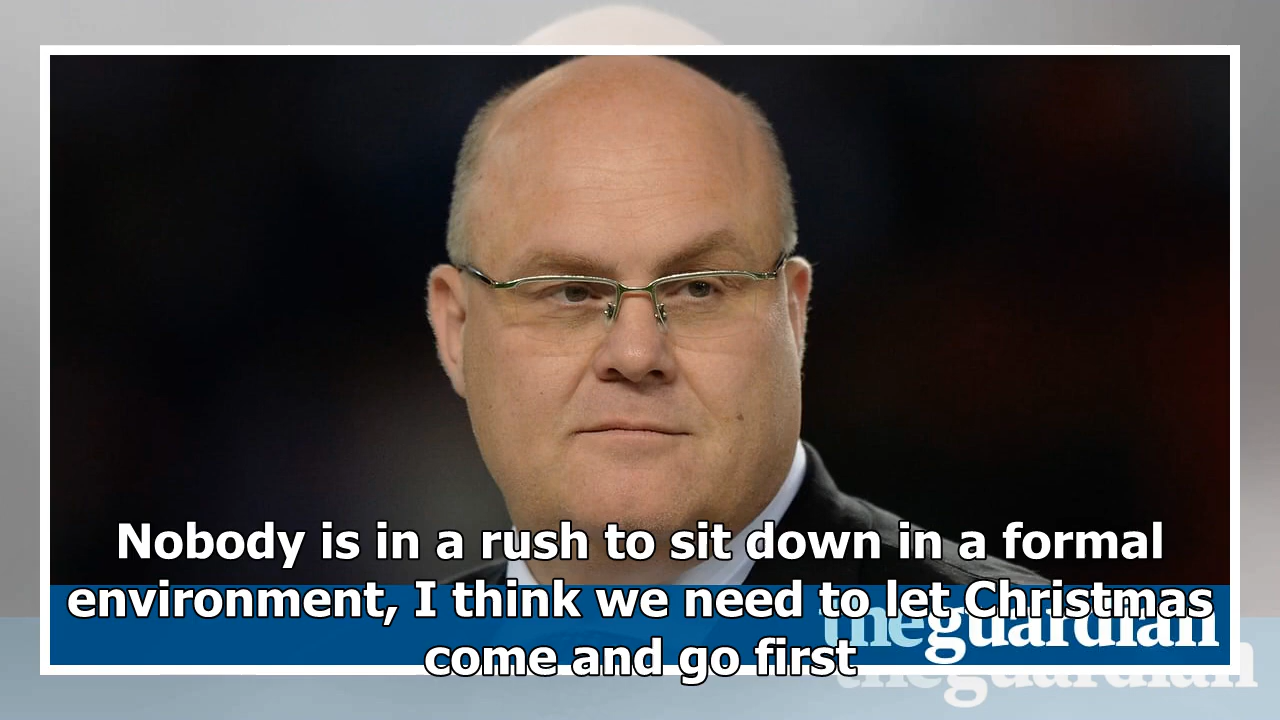 Nobody is in a rush to sit down in a formal
environment, I think we need to let Christmas
come and go first
theguardian
theguardian